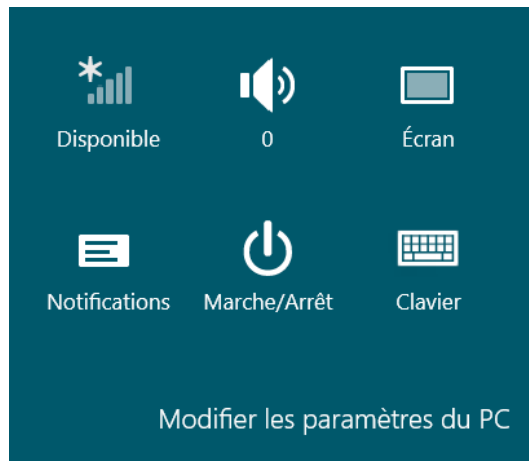 Disponible 0 Écran
Notifications Marche/Arrêt Clavier
Modifier les paramètres du PC